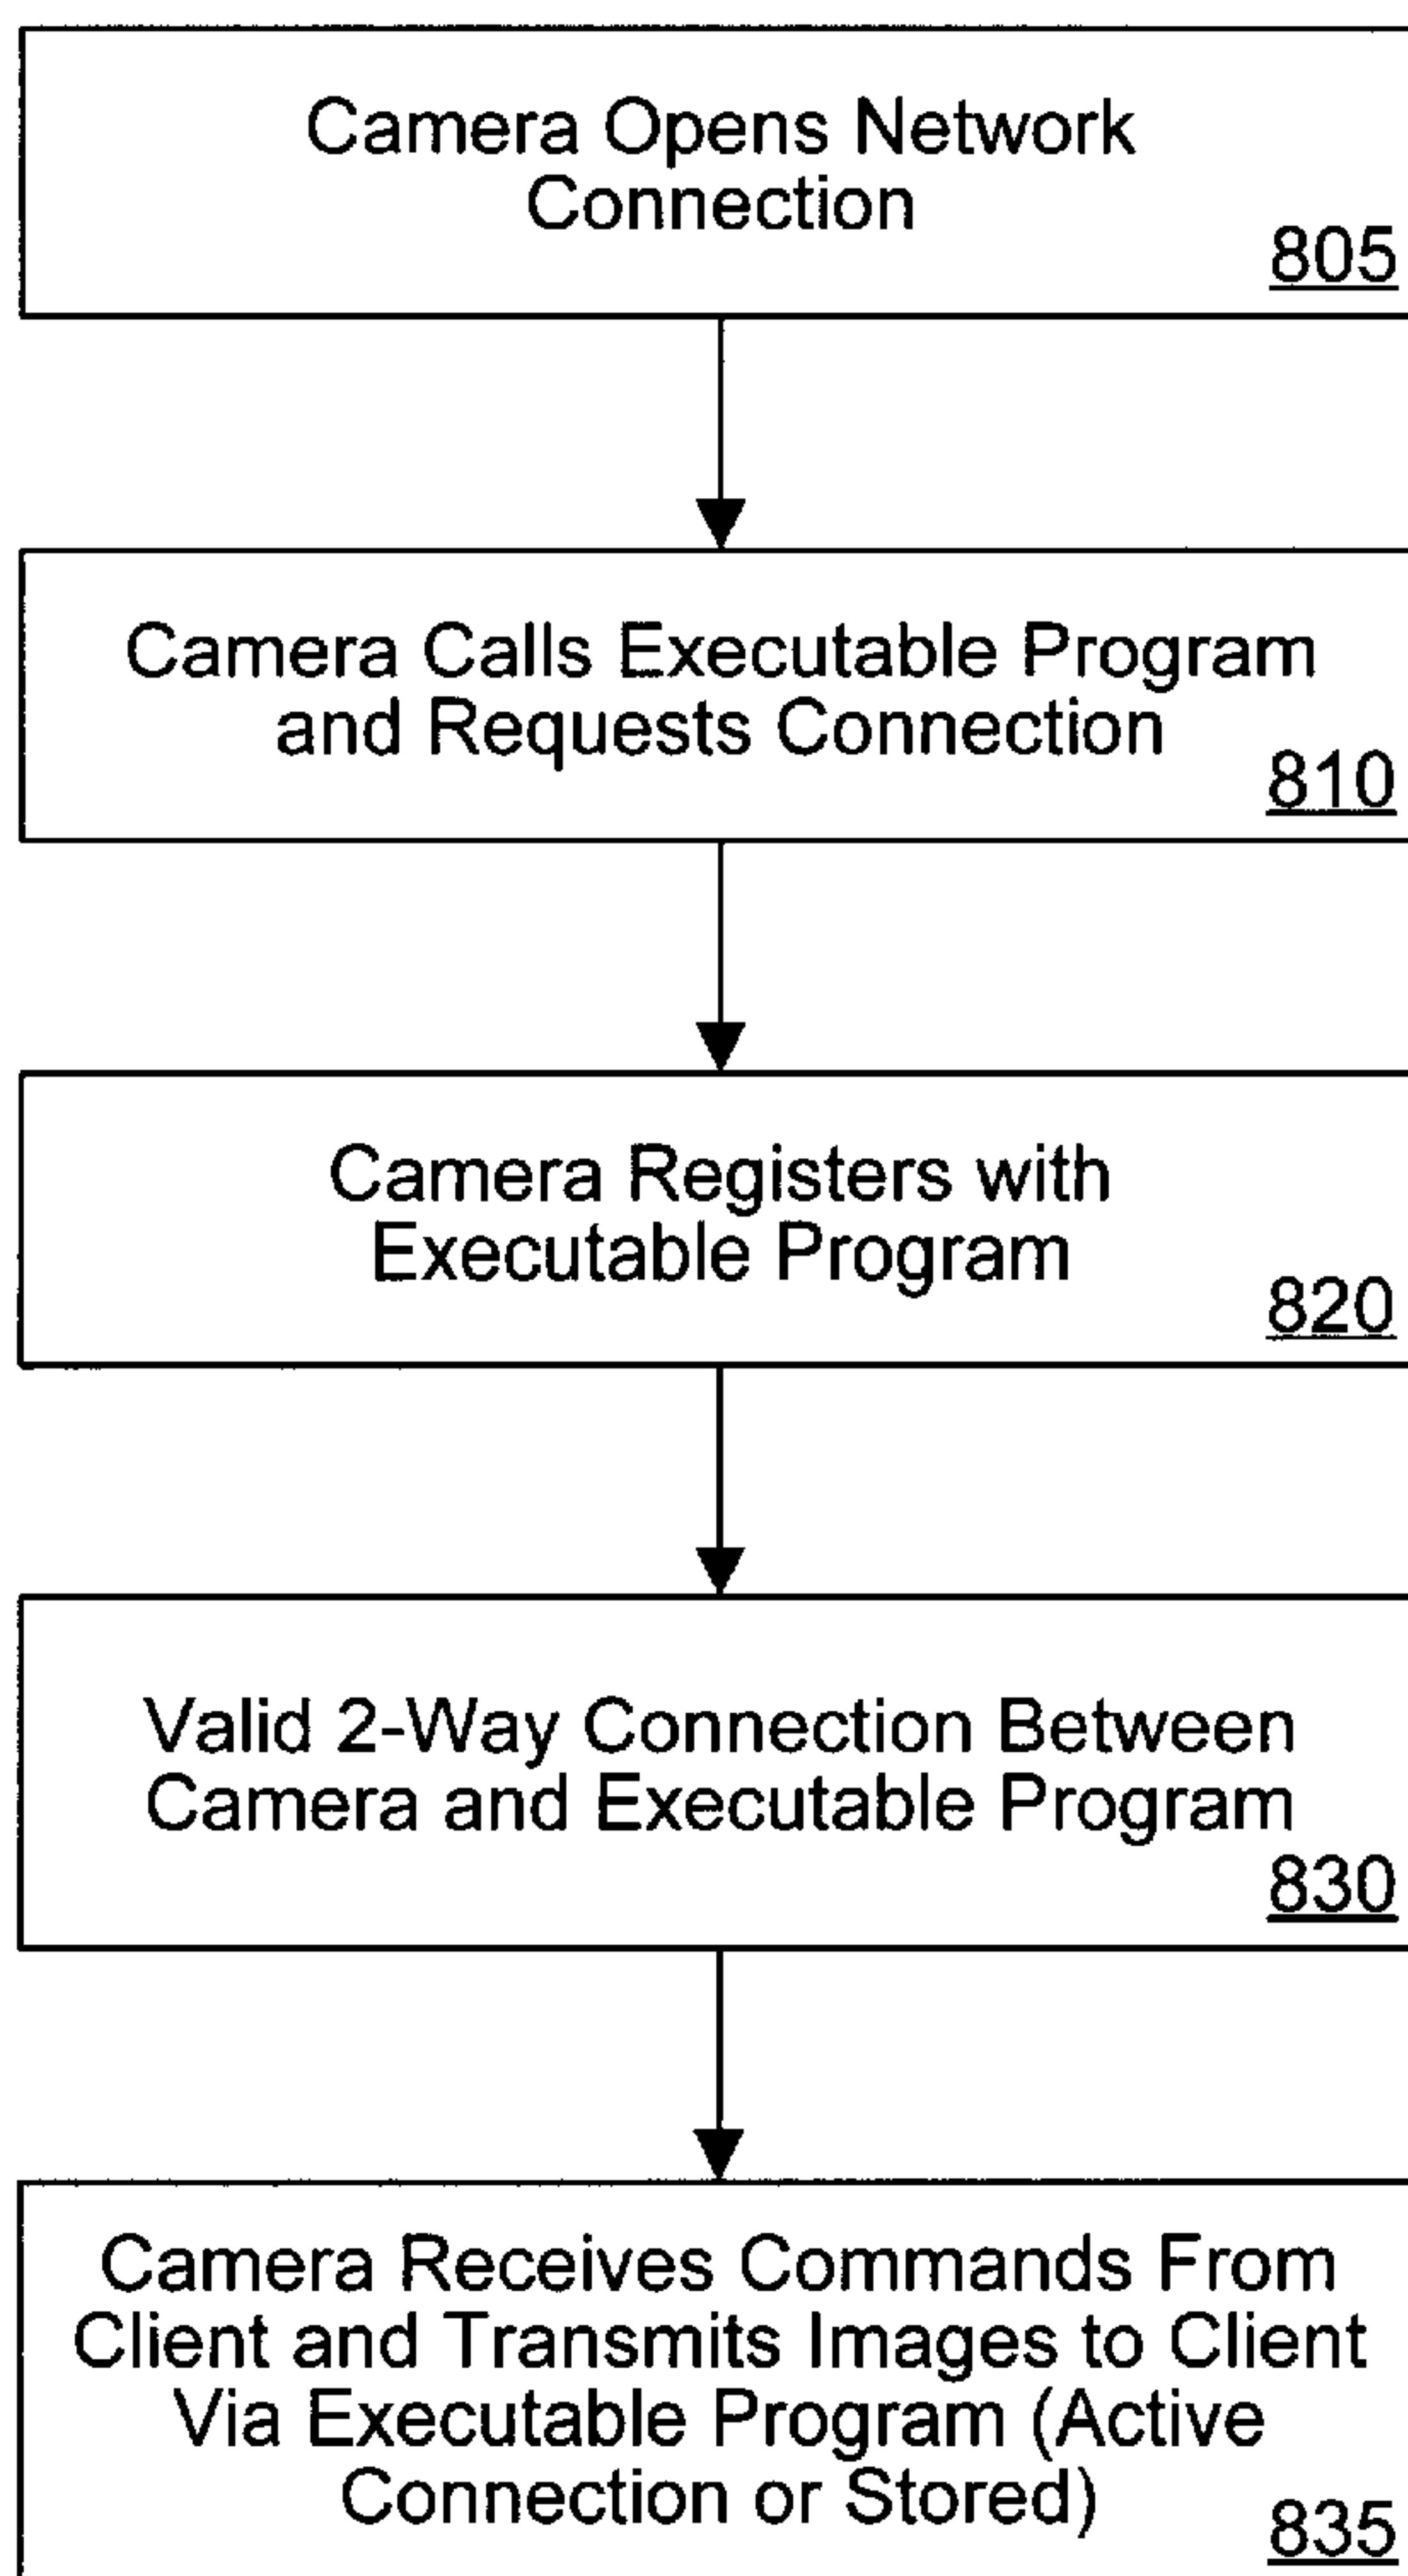 Camera Opens Network
Connection
805
Camera Calls Executable Program
and Requests Connection
810
Camera Registers with
Executable Program
820
Valid 2-Way Connection Between
Camera and Executable Program
830
Camera Receives Commands From
Client and Transmits Images to Client
Via Executable Program (Active
Connection or Stored)
835